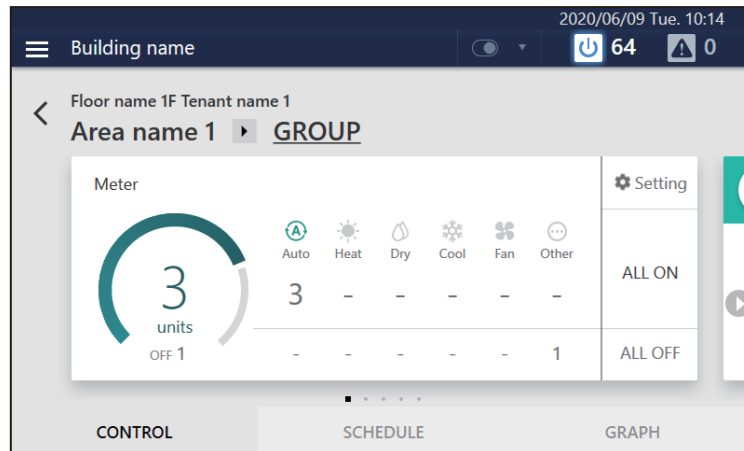 2020/06/09 Tue. 10:14
Building name 64 0
Floor name 1F Tenant name 1
Area name 1 GROUP
Meter
Setting
A
Auto Heat Dry Cool Fan Other
3
units
OFF 1
3 - - - - -
- - - - - 1
ALL ON
ALL OFF
CONTROL SCHEDULE GRAPH